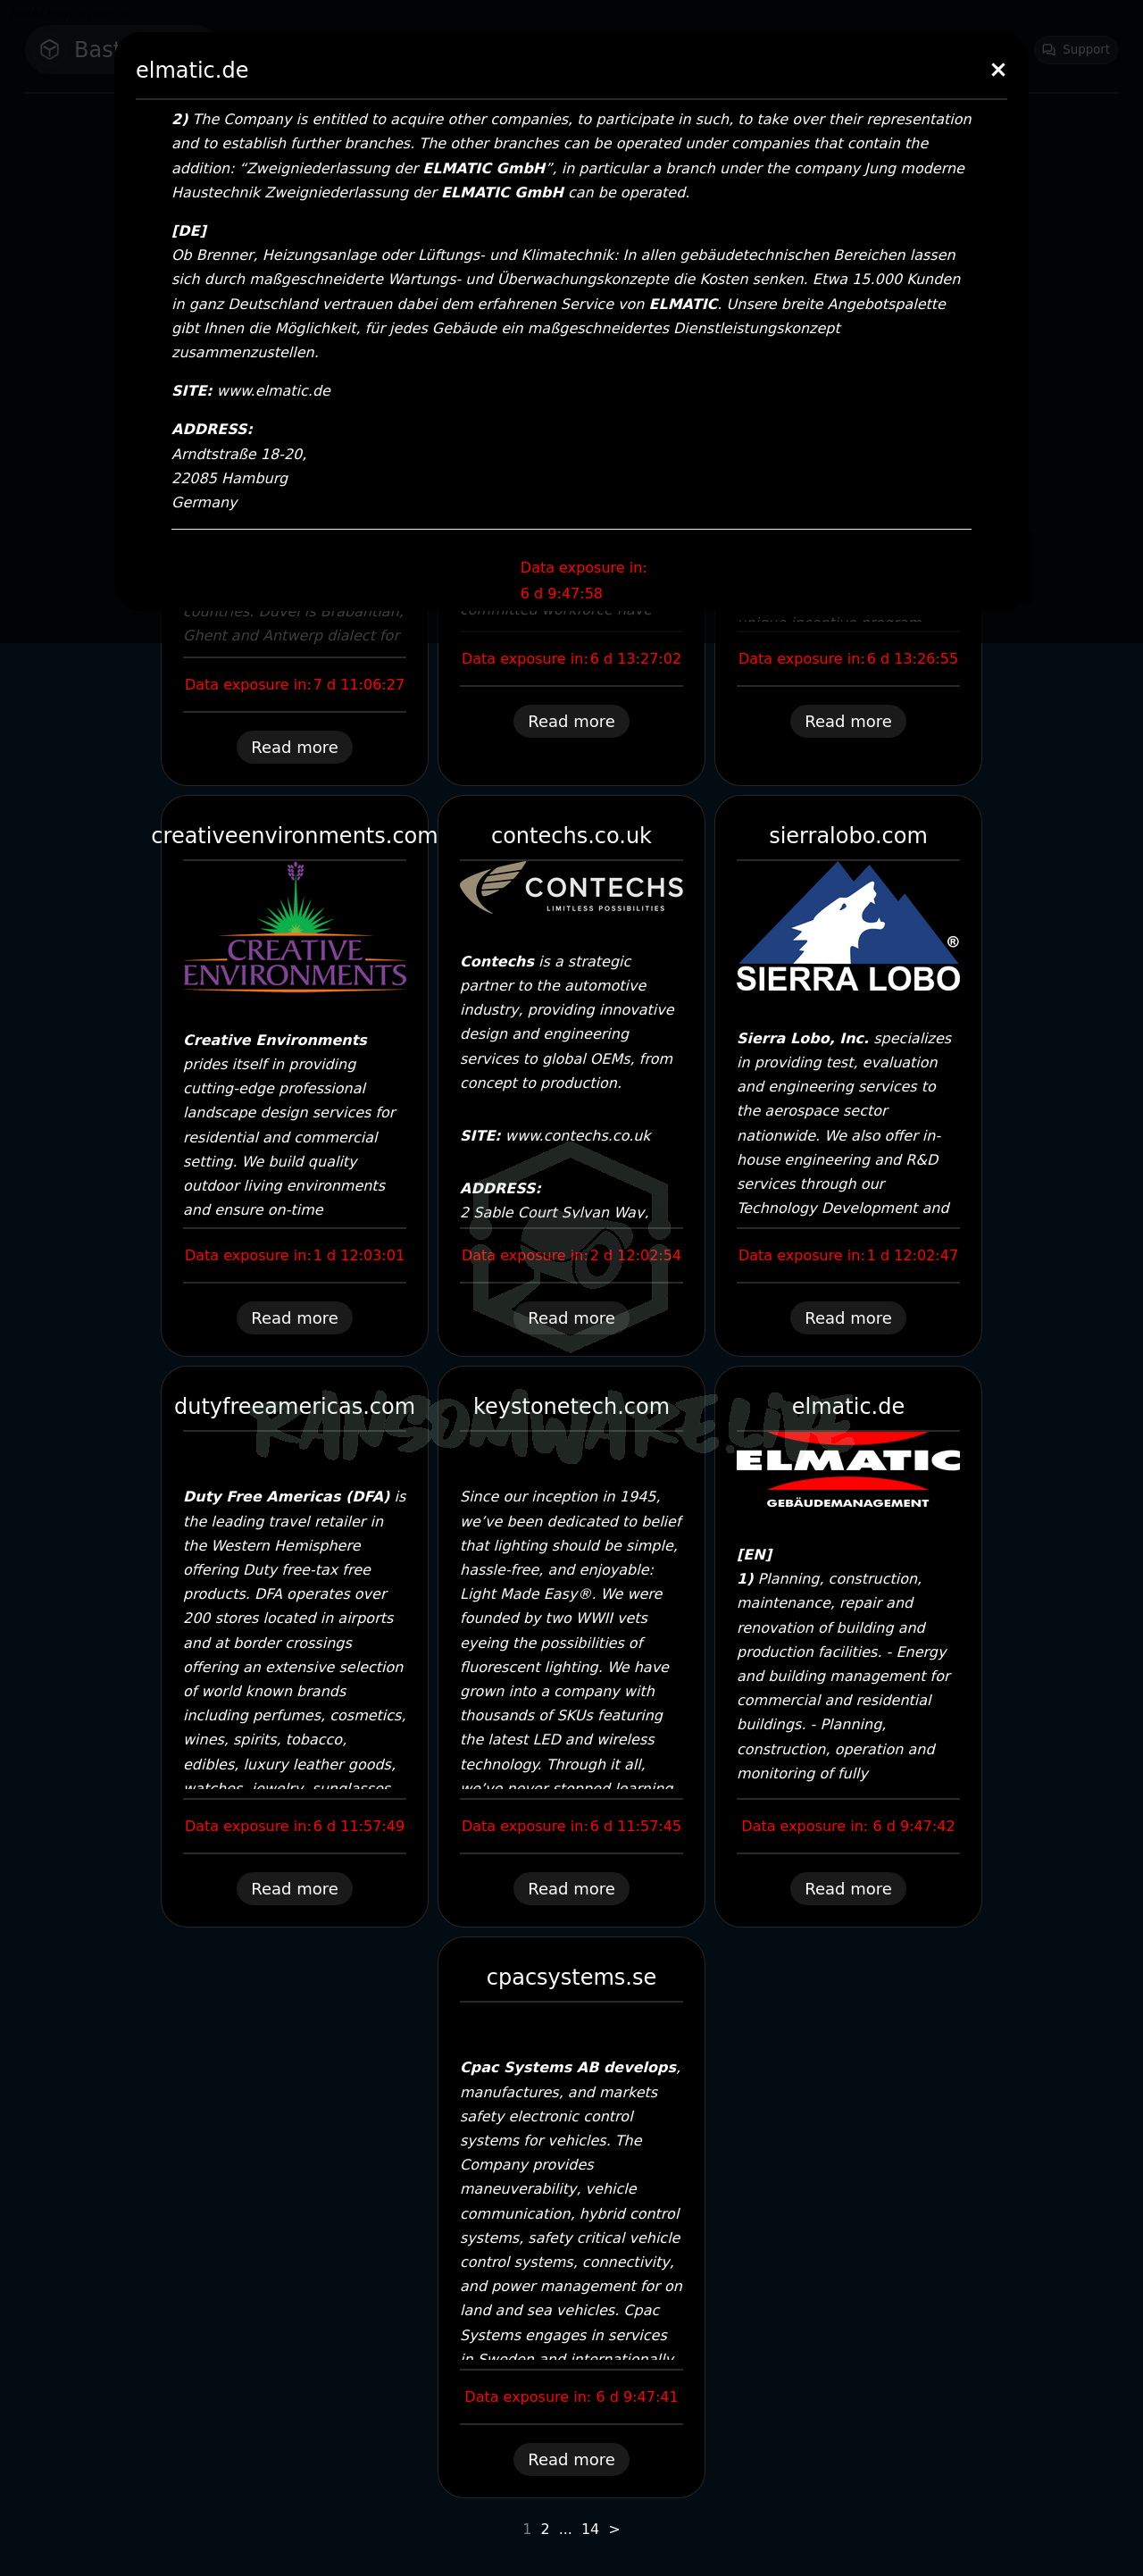 Bast
Support
elmatic.de
×
2) The Company is entitled to acquire other companies, to participate in such, to take over their representation
and to establish further branches. The other branches can be operated under companies that contain the
addition: “Zweigniederlassung der ELMATIC GmbH”, in particular a branch under the company Jung moderne
Haustechnik Zweigniederlassung der ELMATIC GmbH can be operated.
[DE]
Ob Brenner, Heizungsanlage oder Lüftungs- und Klimatechnik: In allen gebäudetechnischen Bereichen lassen
sich durch maßgeschneiderte Wartungs- und Überwachungskonzepte die Kosten senken. Etwa 15.000 Kunden
in ganz Deutschland vertrauen dabei dem erfahrenen Service von ELMATIC. Unsere breite Angebotspalette
gibt Ihnen die Möglichkeit, für jedes Gebäude ein maßgeschneidertes Dienstleistungskonzept
zusammenzustellen.
SITE: www.elmatic.de
ADDRESS:
Arndtstraße 18-20,
22085 Hamburg
Germany
Data exposure in:
6 d 9:47:58
countries. Duvel is Brabantian,
Ghent and Antwerp dialect for
Data exposure in: 7 d 11:06:27
Read more
committed workforce have
Data exposure in: 6 d 13:27:02
Read more
unique incentive program
Data exposure in: 6 d 13:26:55
Read more
creativeenvironments.com
CREATIVE
ENVIRONMENTS
Creative Environments
prides itself in providing
cutting-edge professional
landscape design services for
residential and commercial
setting. We build quality
outdoor living environments
and ensure on-time
Data exposure in: 1 d 12:03:01
Read more
contechs.co.uk
CONTECHS
LIMITLESS POSSIBILITIES
Contechs is a strategic
partner to the automotive
industry, providing innovative
design and engineering
services to global OEMs, from
concept to production.
SITE: www.contechs.co.uk
ADDRESS:
2 Sable Court Sylvan Way,
Data exposure in: 2 d 12:02:54
Read more
sierralobo.com
®
SIERRA LOBO
Sierra Lobo, Inc. specializes
in providing test, evaluation
and engineering services to
the aerospace sector
nationwide. We also offer in-
house engineering and R&D
services through our
Technology Development and
Data exposure in: 1 d 12:02:47
Read more
RANSOMWARE.LIVE
dutyfreeamericas.com
Duty Free Americas (DFA) is
the leading travel retailer in
the Western Hemisphere
offering Duty free-tax free
products. DFA operates over
200 stores located in airports
and at border crossings
offering an extensive selection
of world known brands
including perfumes, cosmetics,
wines, spirits, tobacco,
edibles, luxury leather goods,
watches, jewelry, sunglasses
Data exposure in: 6 d 11:57:49
Read more
keystonetech.com
Since our inception in 1945,
we’ve been dedicated to belief
that lighting should be simple,
hassle-free, and enjoyable:
Light Made Easy®. We were
founded by two WWII vets
eyeing the possibilities of
fluorescent lighting. We have
grown into a company with
thousands of SKUs featuring
the latest LED and wireless
technology. Through it all,
we’ve never stopped learning
Data exposure in: 6 d 11:57:45
Read more
elmatic.de
ELMATIC
GEBÄUDEMANAGEMENT
[EN]
1) Planning, construction,
maintenance, repair and
renovation of building and
production facilities. - Energy
and building management for
commercial and residential
buildings. - Planning,
construction, operation and
monitoring of fully
Data exposure in: 6 d 9:47:42
Read more
cpacsystems.se
Cpac Systems AB develops,
manufactures, and markets
safety electronic control
systems for vehicles. The
Company provides
maneuverability, vehicle
communication, hybrid control
systems, safety critical vehicle
control systems, connectivity,
and power management for on
land and sea vehicles. Cpac
Systems engages in services
in Sweden and internationally
Data exposure in: 6 d 9:47:41
Read more
1 2 ... 14 >